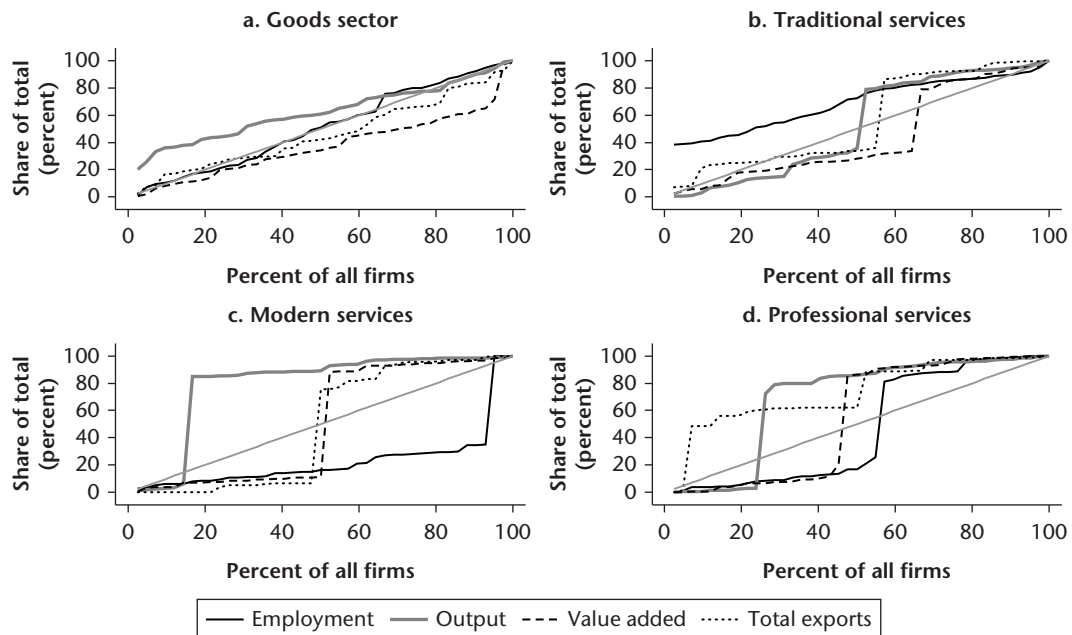 a. Goods sector
b. Traditional services
Share of total
(percent)
100
80
60
40
20
0
0 20 40 60 80 100
Percent of all firms
Share of total
(percent)
100
80
60
40
20
0
0 20 40 60 80 100
Percent of all firms
c. Modern services
d. Professional services
Share of total
(percent)
100
80
60
40
20
0
0 20 40 60 80 100
Percent of all firms
Share of total
(percent)
100
80
60
40
20
0
0 20 40 60 80 100
Percent of all firms
Employment Output Value added Total exports